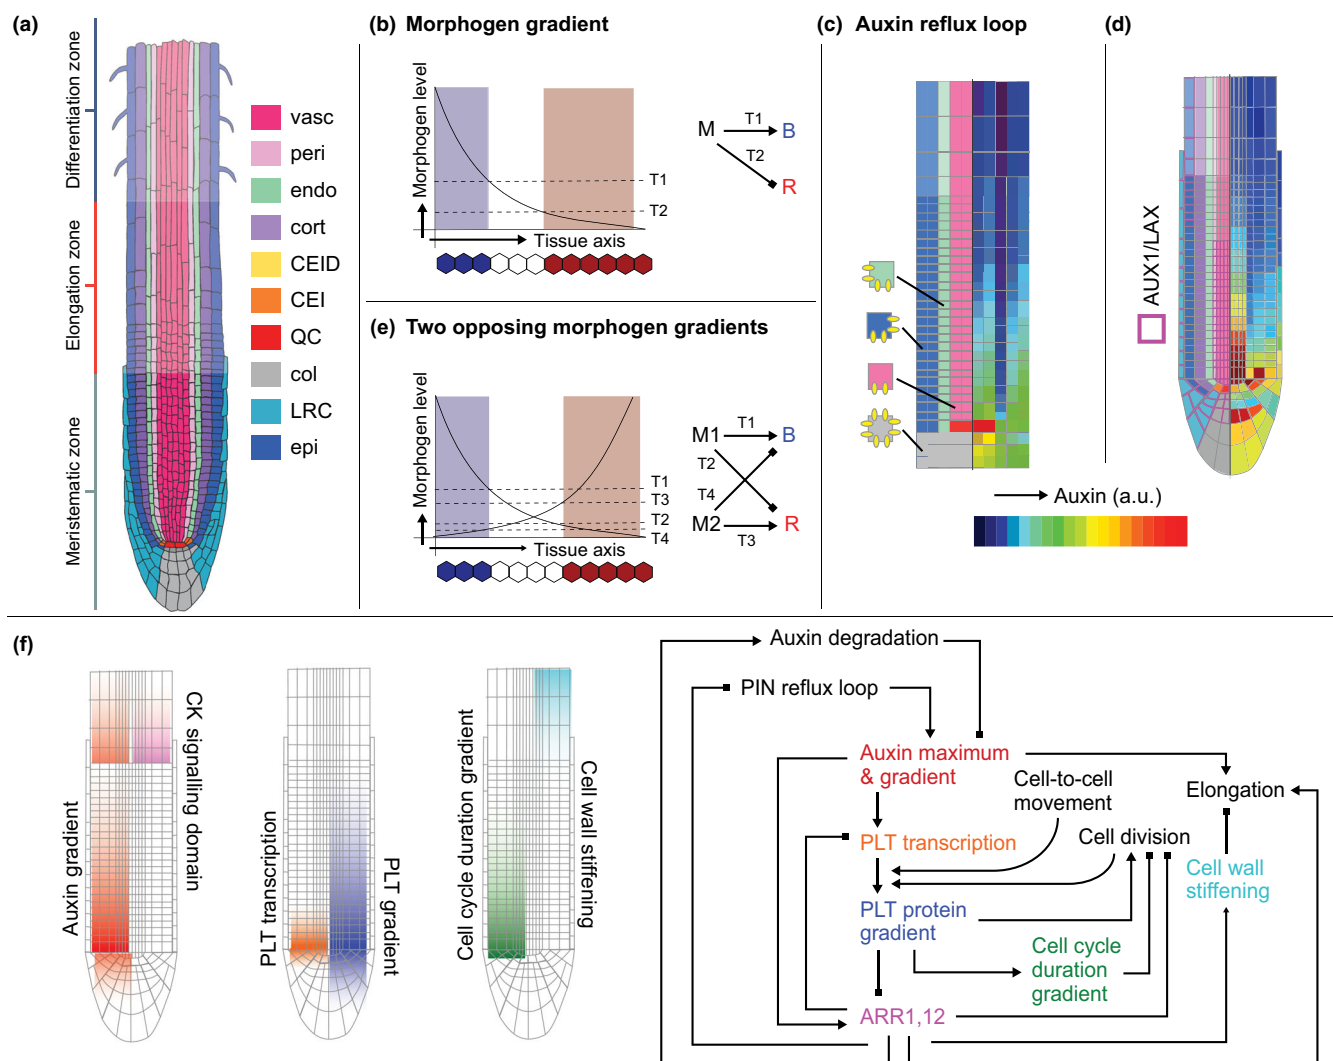 (a)
Differentiation zone
Elongation zone
Meristematic zone
vasc
peri
endo
cort
CEID
CEI
QC
col
LRC
epi
(b) Morphogen gradient
Morphogen level
T1
T2
Tissue axis
M
T1
B
T2
R
(c) Auxin reflux loop
Auxin (a.u.)
(d)
AUX1/LAX
(e) Two opposing morphogen gradients
Morphogen level
T1
T3
T2
T4
Tissue axis
M1
T1
B
T2
T4
M2
T3
R
(f)
Auxin gradient
CK signalling domain
PLT transcription
PLT gradient
Cell cycle duration gradient
Cell wall stiffening
Auxin degradation
PIN reflux loop
Auxin maximum
& gradient
Cell-to-cell
movement
Elongation
PLT transcription
Cell division
Cell wall
stiffening
PLT protein
gradient
Cell cycle
duration
gradient
ARR1,12